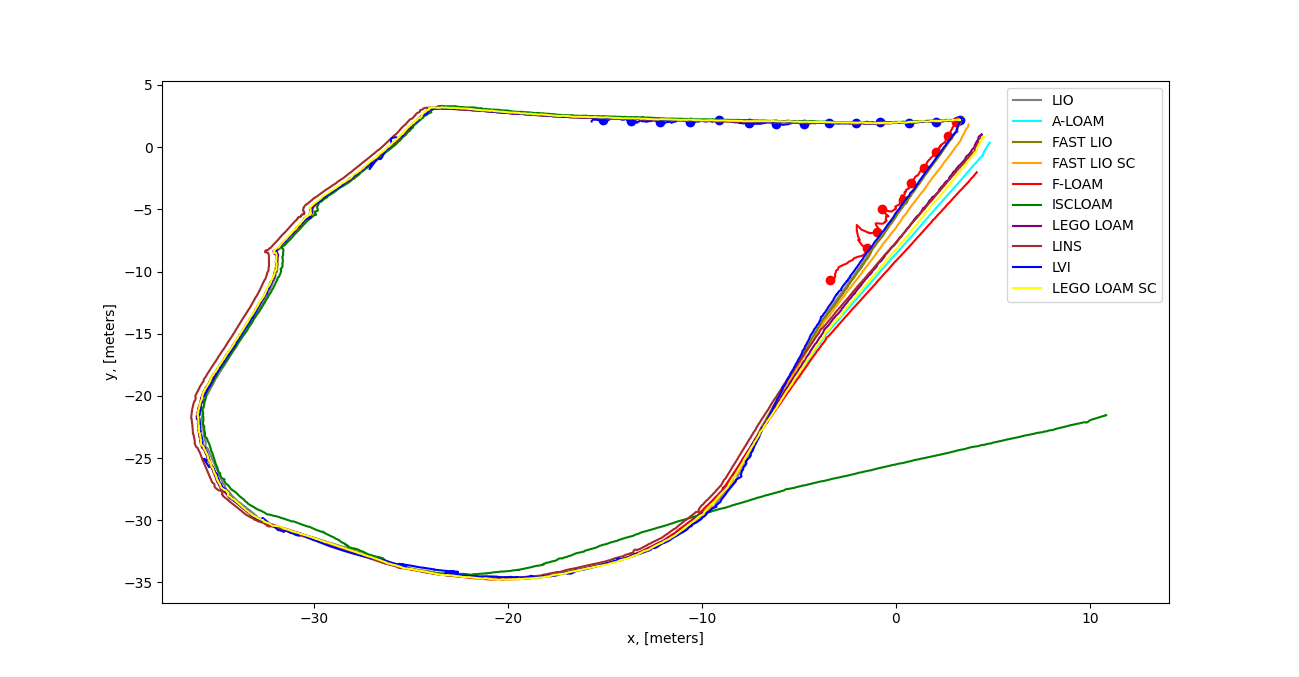 5
0
−5
−10
−15
−20
−25
−30
−35
y, [meters]
−30
−20
−10
0
10
x, [meters]
LIO
A-LOAM
FAST LIO
FAST LIO SC
F-LOAM
ISCLOAM
LEGO LOAM
LINS
LVI
LEGO LOAM SC